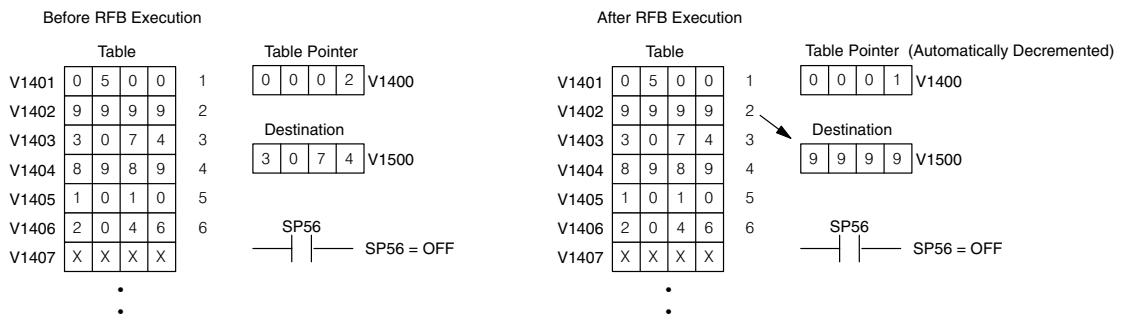 Before RFB Execution
Table
Table Pointer
V1401 0 5 0 0 1
0 0 0 2 V1400
V1402 9 9 9 9 2
Destination
V1403 3 0 7 4 3
3 0 7 4 V1500
V1404 8 9 8 9 4
V1405 1 0 1 0 5
V1406 2 0 4 6 6
SP56
SP56 = OFF
V1407 X X X X
After RFB Execution
Table
Table Pointer (Automatically Decremented)
V1401 0 5 0 0 1
0 0 0 1 V1400
V1402 9 9 9 9 2
Destination
V1403 3 0 7 4 3
9 9 9 9 V1500
V1404 8 9 8 9 4
V1405 1 0 1 0 5
V1406 2 0 4 6 6
SP56
SP56 = OFF
V1407 X X X X